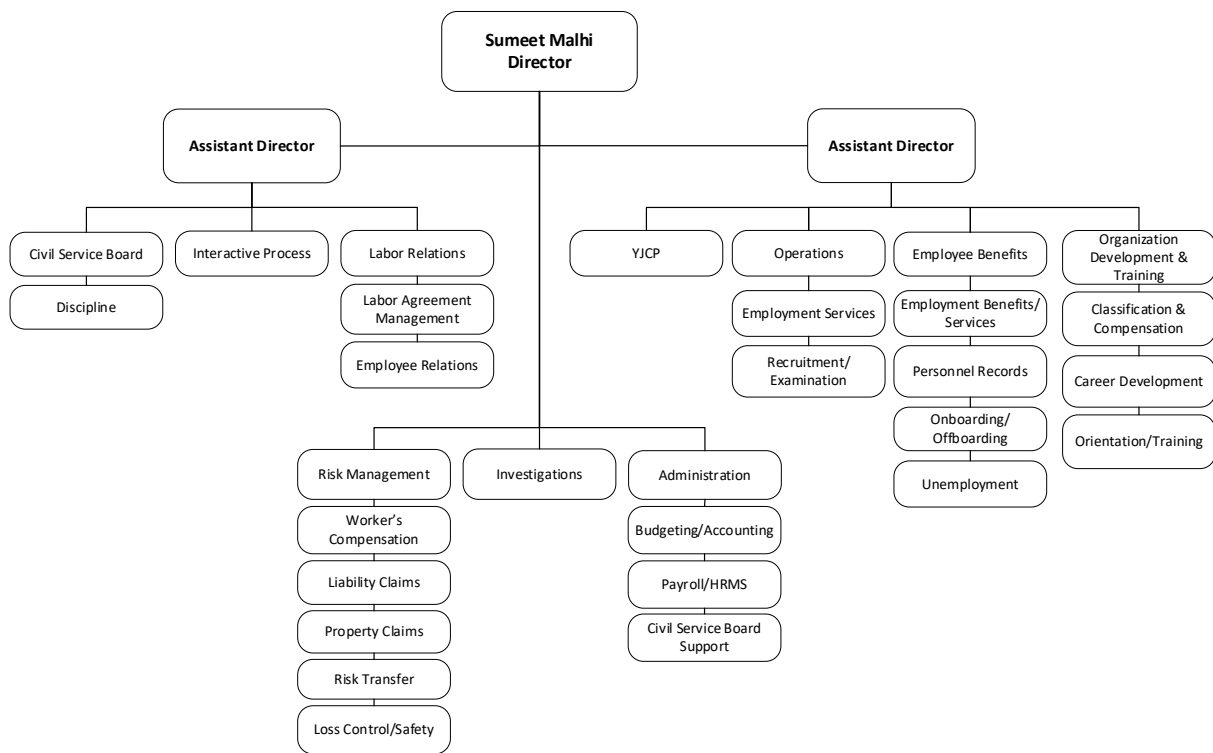 Sumeet Malhi
Director
Assistant Director
Assistant Director
Civil Service Board
Discipline
Interactive Process
Labor Relations
Labor Agreement
Management
Employee Relations
YJCP
Operations
Employment Services
Recruitment/
Examination
Employee Benefits
Employment Benefits/
Services
Personnel Records
Onboarding/
Offboarding
Unemployment
Organization
Development &
Training
Classification &
Compensation
Career Development
Orientation/Training
Risk Management
Worker’s
Compensation
Liability Claims
Property Claims
Risk Transfer
Loss Control/Safety
Investigations
Administration
Budgeting/Accounting
Payroll/HRMS
Civil Service Board
Support